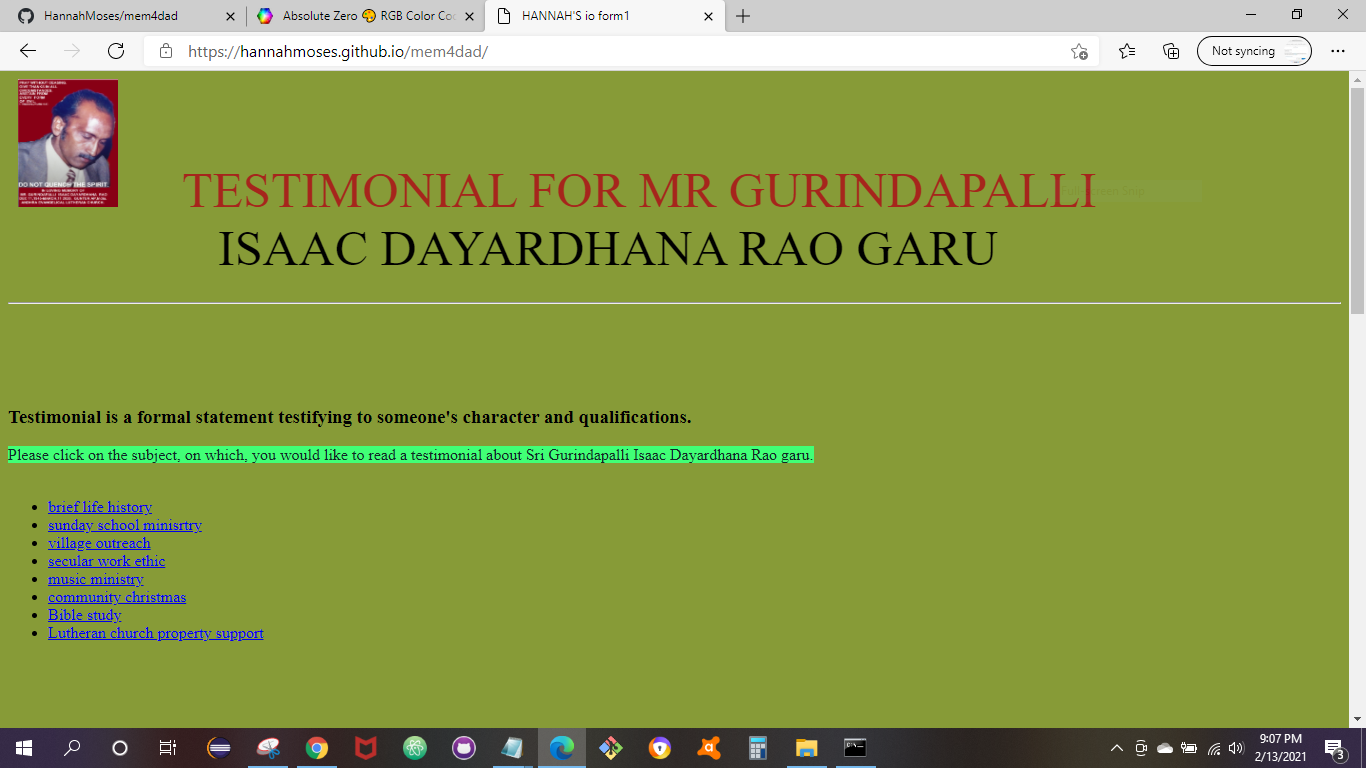 HannahMoses/mem4dad
Absolute Zero 🎨 RGB Color Co
HANNAH'S io form1
https://hannahmoses.github.io/mem4dad/
Not syncing
DO NOT QUENCH THE SPIRIT.
TESTIMONIAL FOR MR GURINDAPALLI
ISAAC DAYARDHANA RAO GARU
Testimonial is a formal statement testifying to someone's character and qualifications.
Please click on the subject, on which, you would like to read a testimonial about Sri Gurindapalli Isaac Dayardhana Rao garu.
brief life history
sunday school minisrtry
village outreach
secular work ethic
music ministry
community christmas
Bible study
Lutheran church property support
9:07 PM
2/13/2021
3